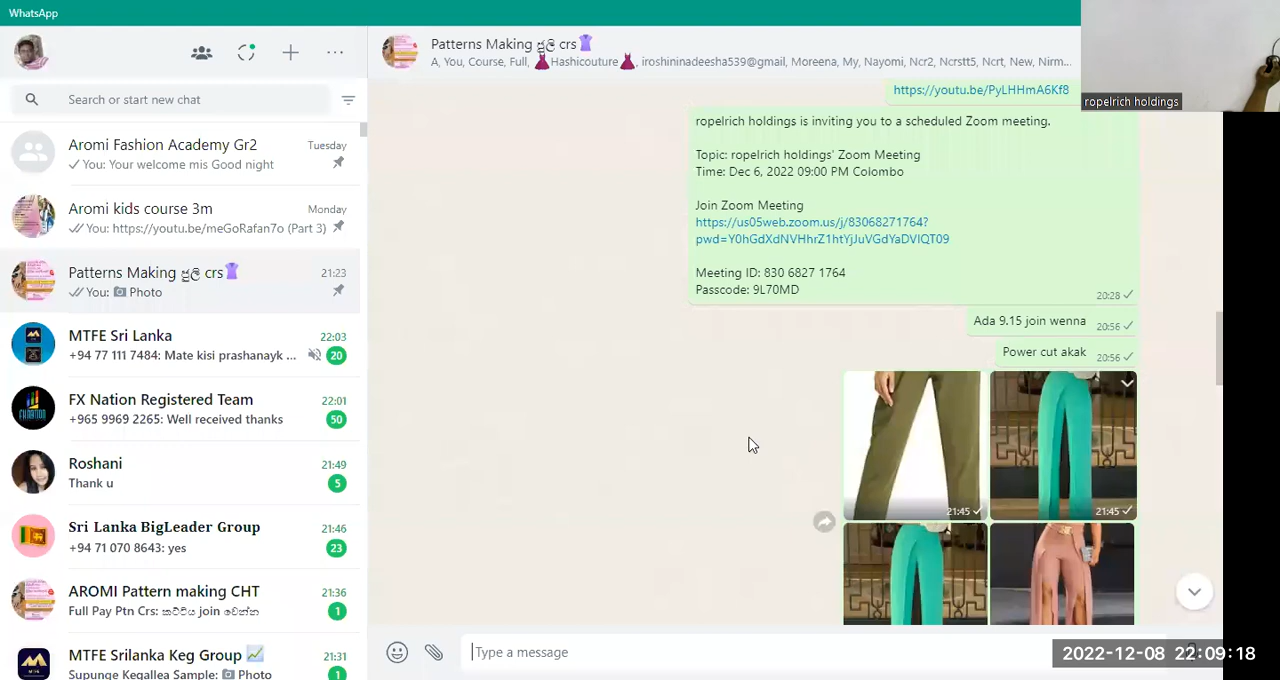 WhatsApp
Search or start new chat
Aromi Fashion Academy Gr2
Tuesday
You: Your welcome mis Good night
Aromi kids course 3m
Monday
You: https://youtu.be/meGoRafan7o (Part 3)
Patterns Making ජුලි crs👚
21:23
You: 📷 Photo
MTFE Sri Lanka
22:03
+94 77 111 7484: Mate kisi prashanayk ...
20
FX Nation Registered Team
22:01
+965 9969 2265: Well received thanks
50
Roshani
21:49
Thank u
5
Sri Lanka BigLeader Group
21:46
+94 71 070 8643: yes
23
AROMI Pattern making CHT
21:36
Full Pay Ptn Crs: කට්ටිය join වෙන්න
1
MTFE Srilanka Keg Group 📈
21:31
Supunge Kegallea Sample: 📷 Photo
1
Patterns Making ජුලි crs👚
A, You, Course, Full, 👗Hashicouture👗, iroshininadeesha539@gmail, Moreena, My, Nayomi, Ncr2, Ncrstt5, Ncrt, New, Nirm...
https://youtu.be/PyLHHmA6Kf8
ropelrich holdings is inviting you to a scheduled Zoom meeting.
Topic: ropelrich holdings' Zoom Meeting
Time: Dec 6, 2022 09:00 PM Colombo
Join Zoom Meeting
https://us05web.zoom.us/j/83068271764?
pwd=Y0hGdXdNVHhrZ1htYjJuVGdYaDVIQT09
Meeting ID: 830 6827 1764
Passcode: 9L70MD
20:28
Ada 9.15 join wenna
20:56
Power cut akak
20:56
21:45
21:45
Type a message
ropelrich holdings
2022-12-08 22:09:18